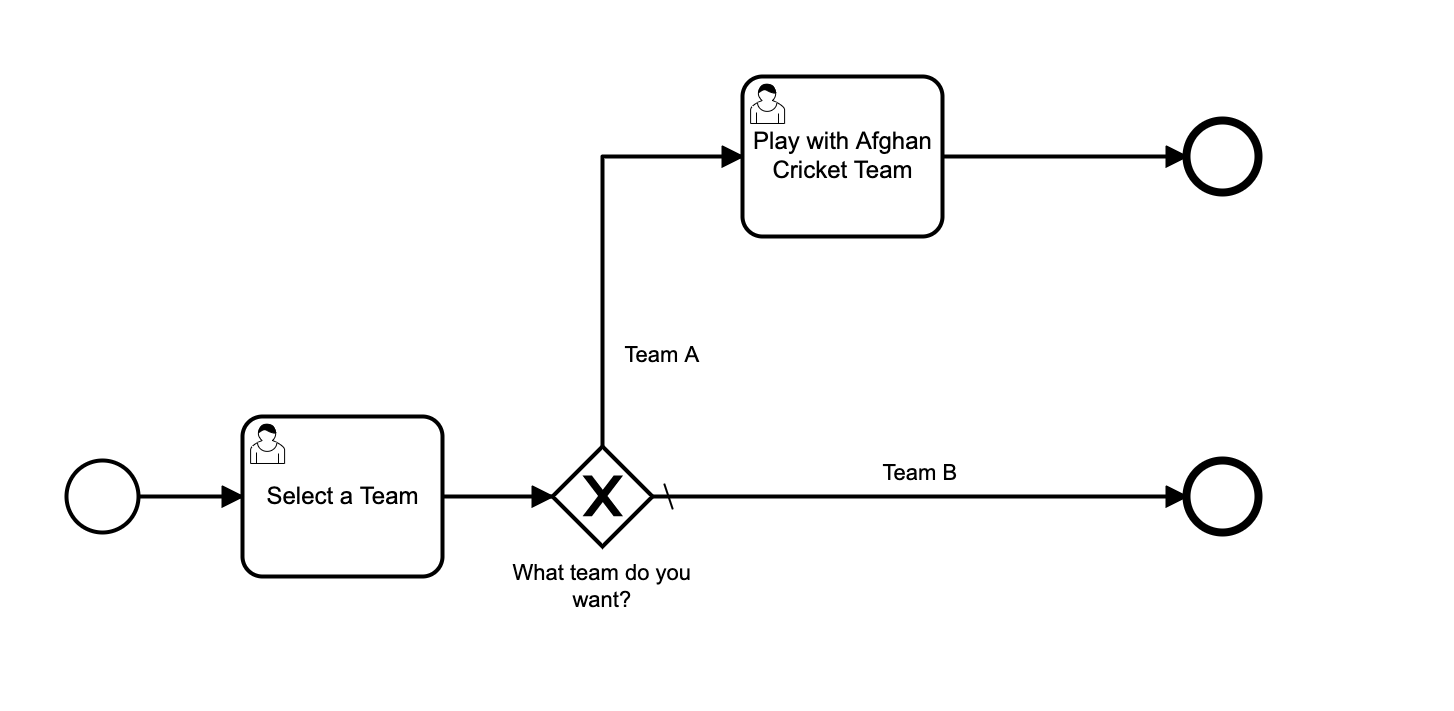 Play with Afghan
Cricket Team
Team A
Select a Team
X
Team B
What team do you
want?